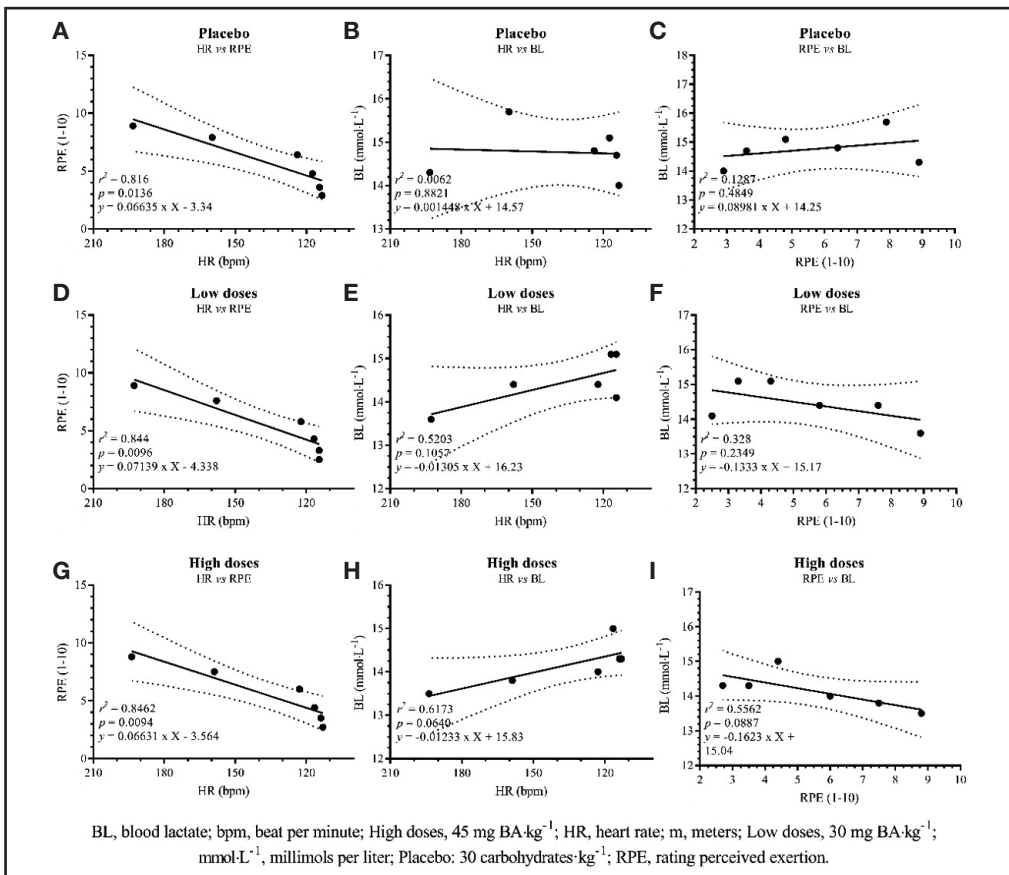 A
Placebo
HR vs RPE
15
10
5
0
RPE (1-10)
r² = 0.816
p = 0.0136
y = 0.06635 x X - 3.34
210
180
150
120
HR (bpm)
B
Placebo
HR vs BL
17
16
15
14
13
BL (mmol·L⁻¹)
r² = 0.0062
p = 0.8821
y = 0.001448 x X + 14.57
210
180
150
120
HR (bpm)
C
Placebo
RPE vs BL
18
17
16
15
14
13
12
BL (mmol·L⁻¹)
r² = 0.1287
p = 0.4849
y = 0.08981 x X + 14.25
2
3
4
5
6
7
8
9
10
RPE (1-10)
D
Low doses
HR vs RPE
15
10
5
0
RPE (1-10)
r² = 0.844
p = 0.0096
y = 0.07139 x X - 4.338
210
180
150
120
HR (bpm)
E
Low doses
HR vs BL
16
15
14
13
12
BL (mmol·L⁻¹)
r² = 0.5203
p = 0.1057
y = -0.01305 x X + 16.23
210
180
150
120
HR (bpm)
F
Low doses
RPE vs BL
17
16
15
14
13
12
BL (mmol·L⁻¹)
r² = 0.328
p = 0.2349
y = -0.1333 x X + 15.17
2
3
4
5
6
7
8
9
10
RPE (1-10)
G
High doses
HR vs RPE
15
10
5
0
RPE (1-10)
r² = 0.8462
p = 0.0094
y = 0.06631 x X - 3.564
210
180
150
120
HR (bpm)
H
High doses
HR vs BL
16
15
14
13
12
BL (mmol·L⁻¹)
r² = 0.6173
p = 0.0640
y = -0.01233 x X + 15.83
210
180
150
120
HR (bpm)
I
High doses
RPE vs BL
17
16
15
14
13
12
BL (mmol·L⁻¹)
r² = 0.5562
p = 0.0887
y = -0.1623 x X +
15.04
2
3
4
5
6
7
8
9
10
RPE (1-10)
BL, blood lactate; bpm, beat per minute; High doses, 45 mg BA·kg⁻¹; HR, heart rate; m, meters; Low doses, 30 mg BA·kg⁻¹;
mmol·L⁻¹, millimols per liter; Placebo: 30 carbohydrates·kg⁻¹; RPE, rating perceived exertion.